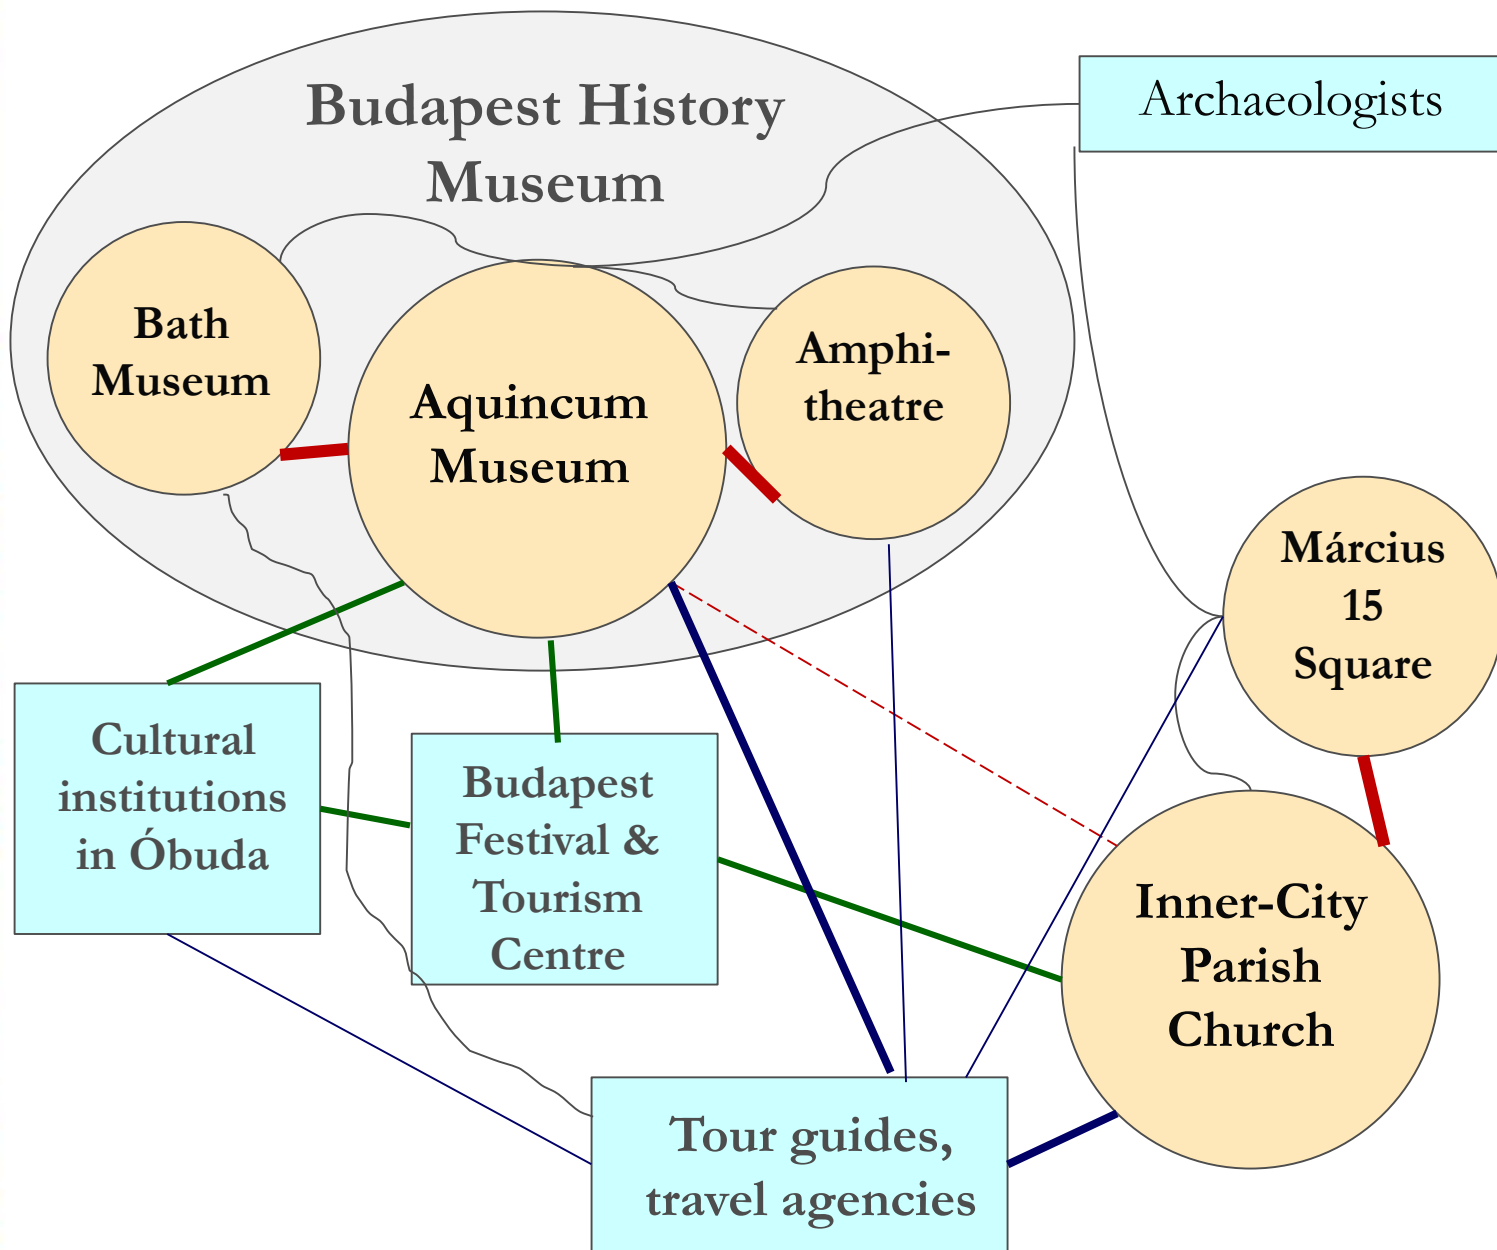 Budapest History
Museum
Archaeologists
Bath
Museum
Aquincum
Museum
Amphi-
theatre
Március
15
Square
Cultural
institutions
in Óbuda
Budapest
Festival &
Tourism
Centre
Inner-City
Parish
Church
Tour guides,
travel agencies